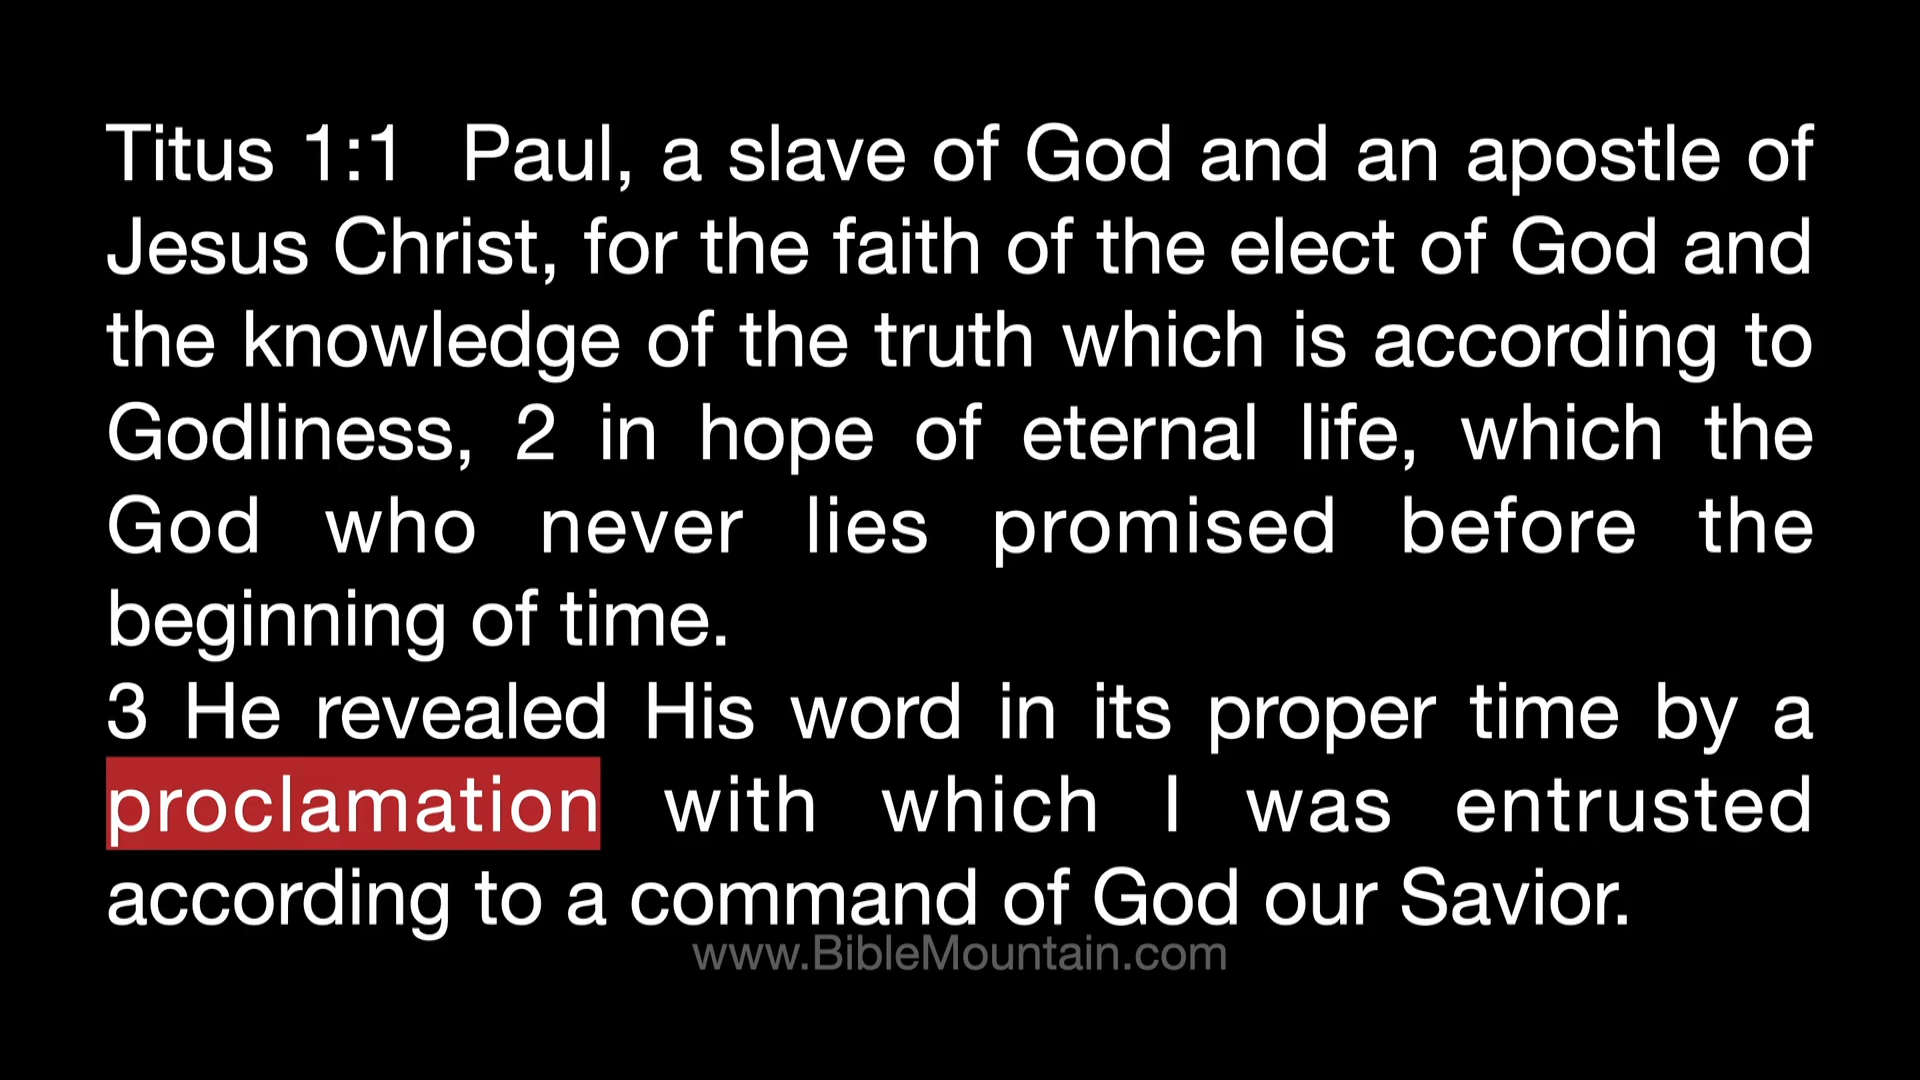 Titus 1:1 Paul, a slave of God and an apostle of
Jesus Christ, for the faith of the elect of God and
the knowledge of the truth which is according to
Godliness, 2 in hope of eternal life, which the
God who never lies promised before the
beginning of time.
3 He revealed His word in its proper time by a
proclamation with which I was entrusted
according to a command of God our Savior.
www.BibleMountain.com